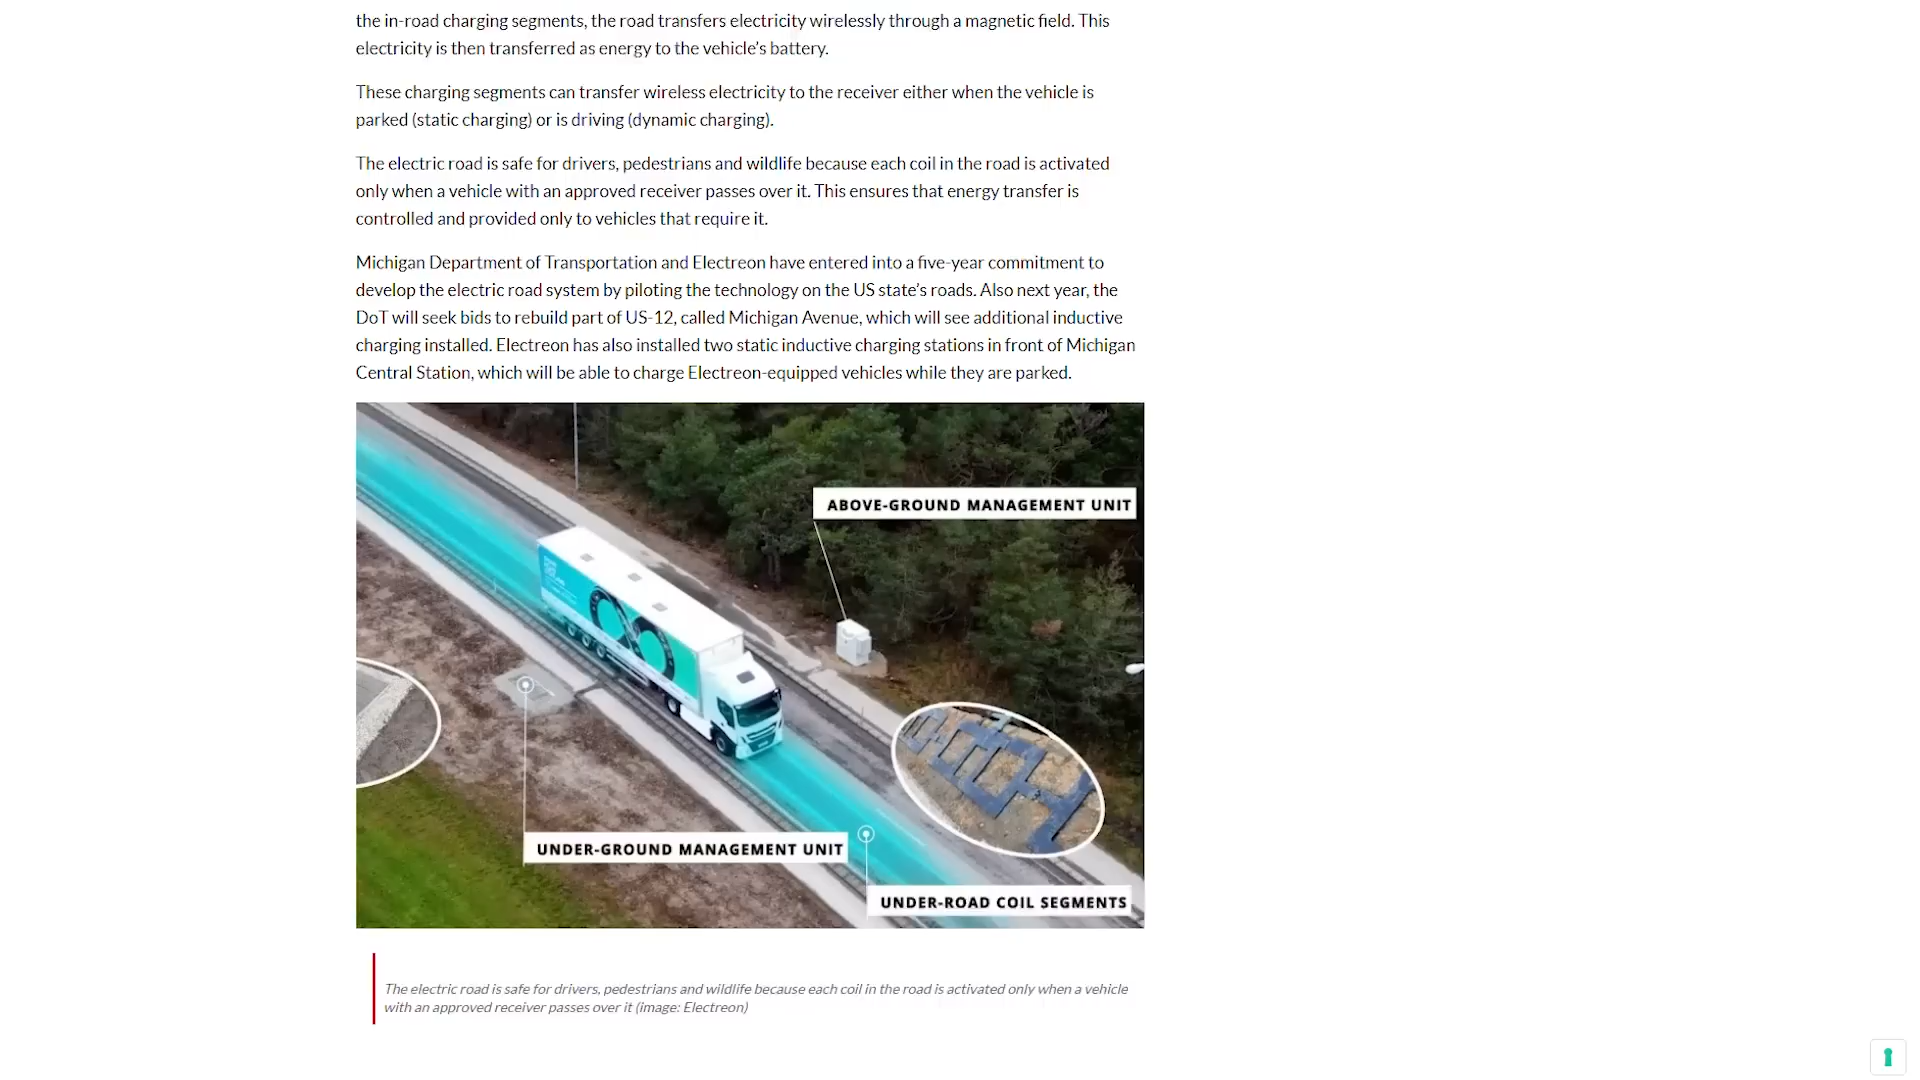 the in-road charging segments, the road transfers electricity wirelessly through a magnetic field. This
electricity is then transferred as energy to the vehicle’s battery.
These charging segments can transfer wireless electricity to the receiver either when the vehicle is
parked (static charging) or is driving (dynamic charging).
The electric road is safe for drivers, pedestrians and wildlife because each coil in the road is activated
only when a vehicle with an approved receiver passes over it. This ensures that energy transfer is
controlled and provided only to vehicles that require it.
Michigan Department of Transportation and Electreon have entered into a five-year commitment to
develop the electric road system by piloting the technology on the US state’s roads. Also next year, the
DoT will seek bids to rebuild part of US-12, called Michigan Avenue, which will see additional inductive
charging installed. Electreon has also installed two static inductive charging stations in front of Michigan
Central Station, which will be able to charge Electreon-equipped vehicles while they are parked.
ABOVE-GROUND MANAGEMENT UNIT
UNDER-GROUND MANAGEMENT UNIT
UNDER-ROAD COIL SEGMENTS
The electric road is safe for drivers, pedestrians and wildlife because each coil in the road is activated only when a vehicle
with an approved receiver passes over it (image: Electreon)